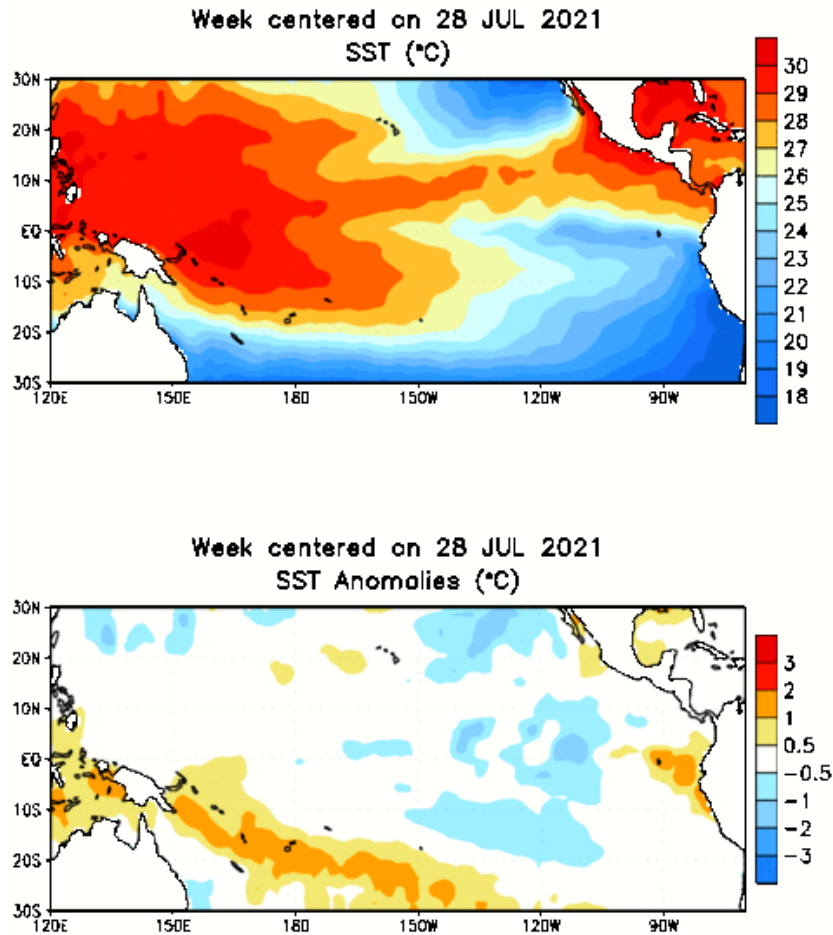 Week centered on 28 JUL 2021
SST (°C)
30N
20N
10N
EQ
10S
20S
30S
120E 150E 180 150W 120W 90W
30
29
28
27
26
25
24
23
22
21
20
19
18
Week centered on 28 JUL 2021
SST Anomalies (°C)
30N
20N
10N
EQ
10S
20S
30S
120E 150E 180 150W 120W 90W
3
2
1
0.5
-0.5
-1
-2
-3